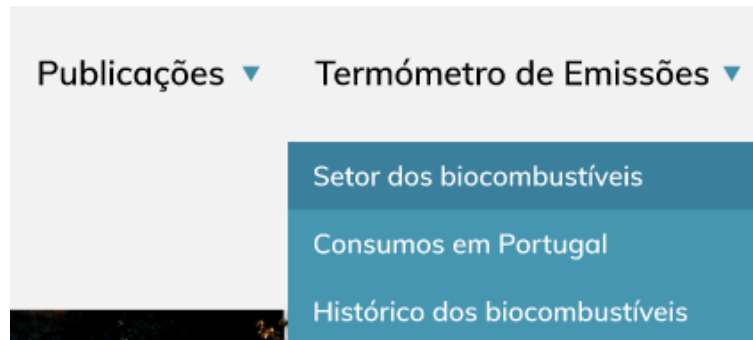 Publicações Termómetro de Emissões
Setor dos biocombustíveis
Consumos em Portugal
Histórico dos biocombustíveis